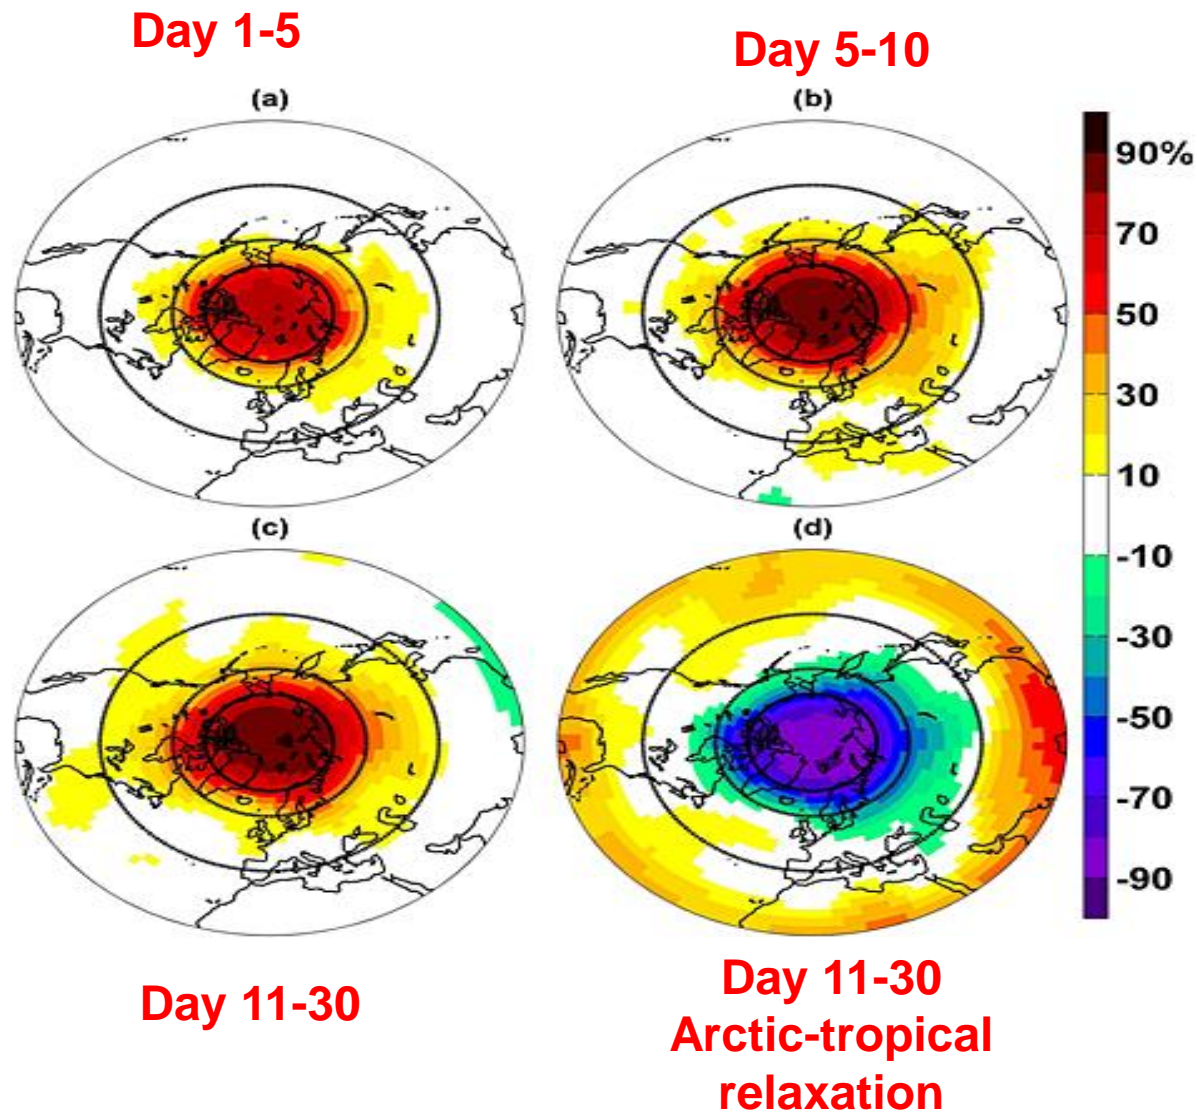 Day 1-5
Day 5-10
(a)
(b)
90%
70
50
30
10
-10
-30
-50
-70
-90
(c)
(d)
Day 11-30
Day 11-30
Arctic-tropical
relaxation